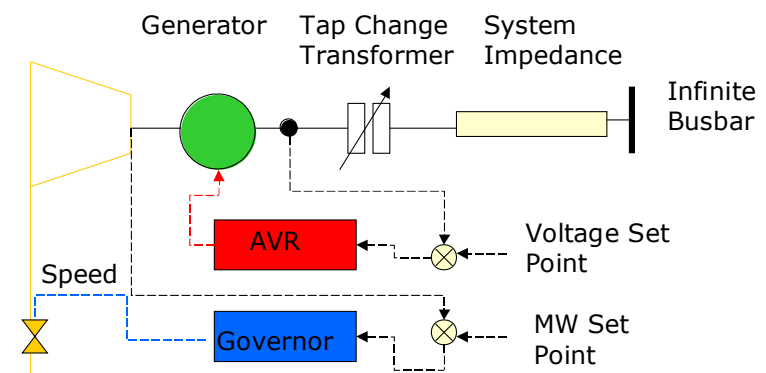 Generator
Tap Change
Transformer
System
Impedance
Infinite
Busbar
AVR
Voltage Set
Point
Speed
Governor
MW Set
Point